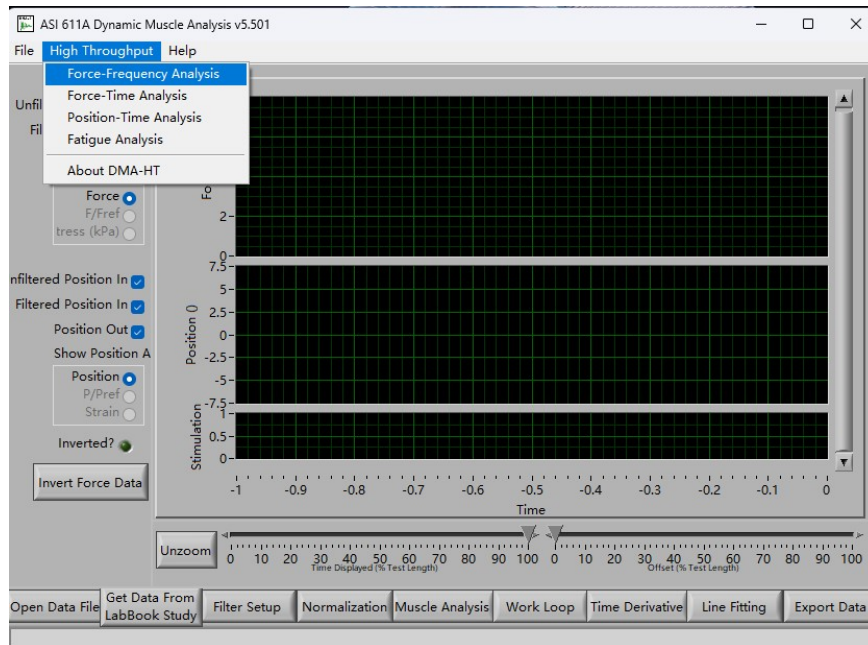 ASI 611A Dynamic Muscle Analysis v5.501
File High Throughput Help
Force-Frequency Analysis
Force-Time Analysis
Position-Time Analysis
Fatigue Analysis
About DMA-HT
Unfil
Fil
Force
F/Fref
tress (kPa)
nfiltered Position In
Filtered Position In
Position Out
Show Position A
Position
P/Pref
Strain
Inverted?
Invert Force Data
Fo
2
0
7.5
5
2.5
0
-2.5
-5
-7.5
Position ()
1
0.5
0
Stimulation
-1 -0.9 -0.8 -0.7 -0.6 -0.5 -0.4 -0.3 -0.2 -0.1 0
Time
Unzoom
0 10 20 30 40 50 60 70 80 90 100
Time Displayed (% Test Length)
0 10 20 30 40 50 60 70 80 90 100
Offset (% Test Length)
Open Data File
Get Data From
LabBook Study
Filter Setup
Normalization
Muscle Analysis
Work Loop
Time Derivative
Line Fitting
Export Data